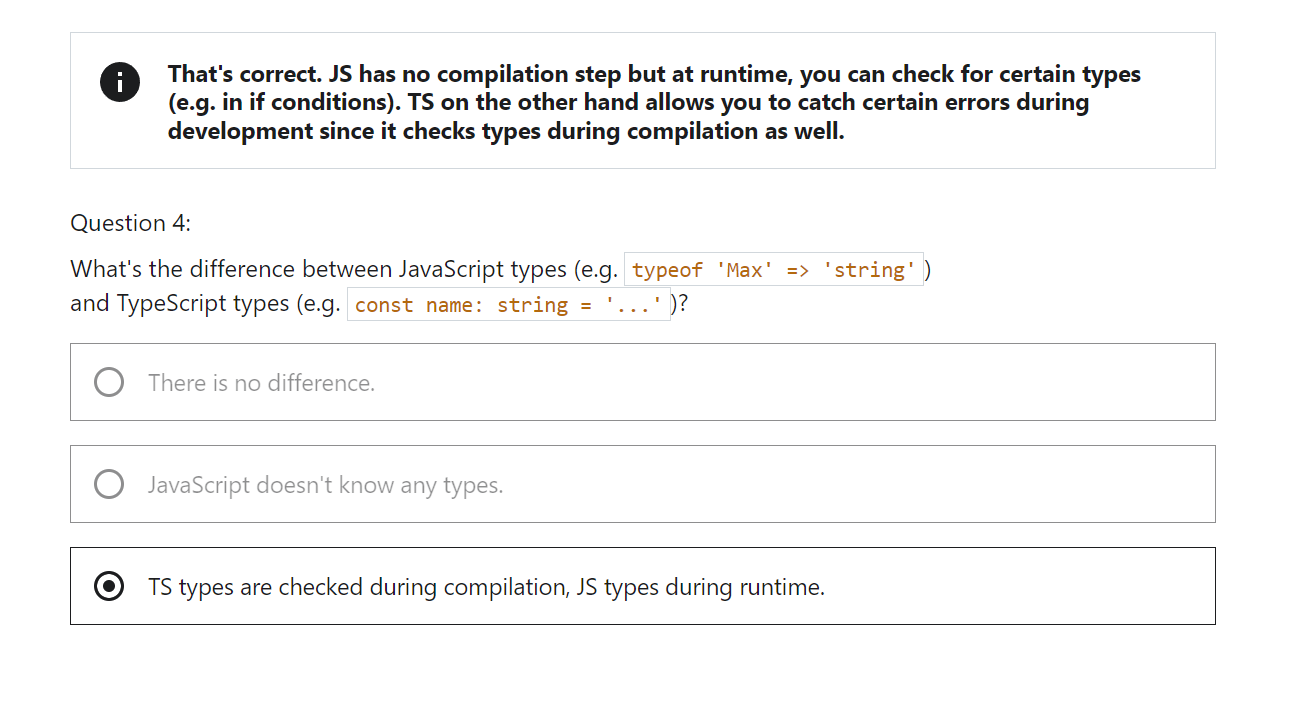 That's correct. JS has no compilation step but at runtime, you can check for certain types
(e.g. in if conditions). TS on the other hand allows you to catch certain errors during
development since it checks types during compilation as well.
Question 4:
What's the difference between JavaScript types (e.g. typeof 'Max' => 'string' )
and TypeScript types (e.g. const name: string = '...' )?
There is no difference.
JavaScript doesn't know any types.
TS types are checked during compilation, JS types during runtime.